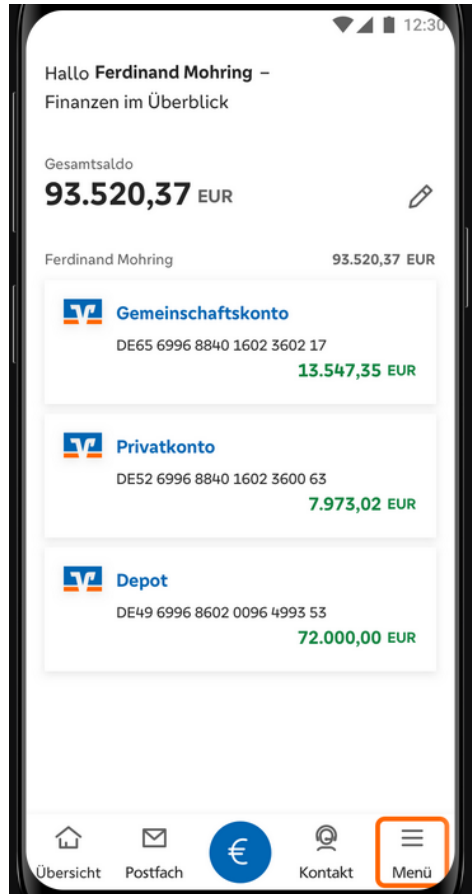 12:30
Hallo Ferdinand Mohring –
Finanzen im Überblick
Gesamtsaldo
93.520,37 EUR
Ferdinand Mohring 93.520,37 EUR
Gemeinschaftskonto
DE65 6996 8840 1602 3602 17
13.547,35 EUR
Privatkonto
DE52 6996 8840 1602 3600 63
7.973,02 EUR
Depot
DE49 6996 8602 0096 4993 53
72.000,00 EUR
€
Übersicht Postfach Kontakt Menü